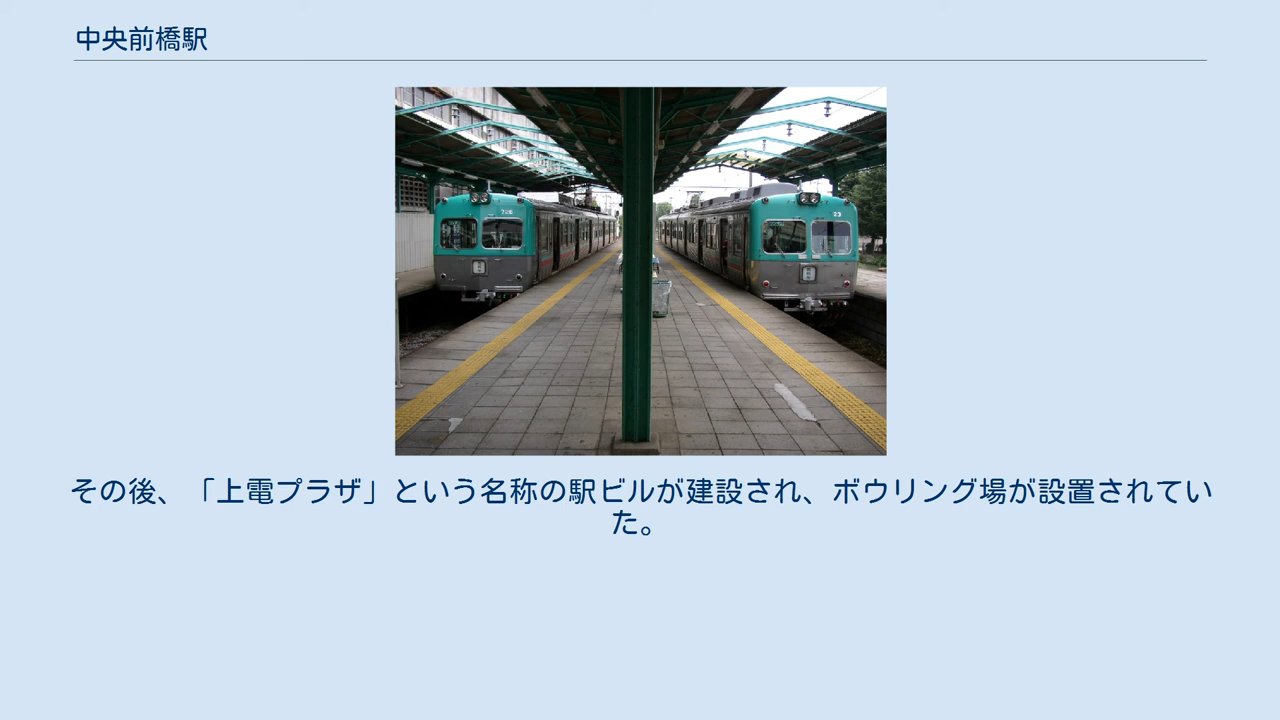 中央前橋駅
726
23
その後、「上電プラザ」という名称の駅ビルが建設され、ボウリング場が設置されてい
た。